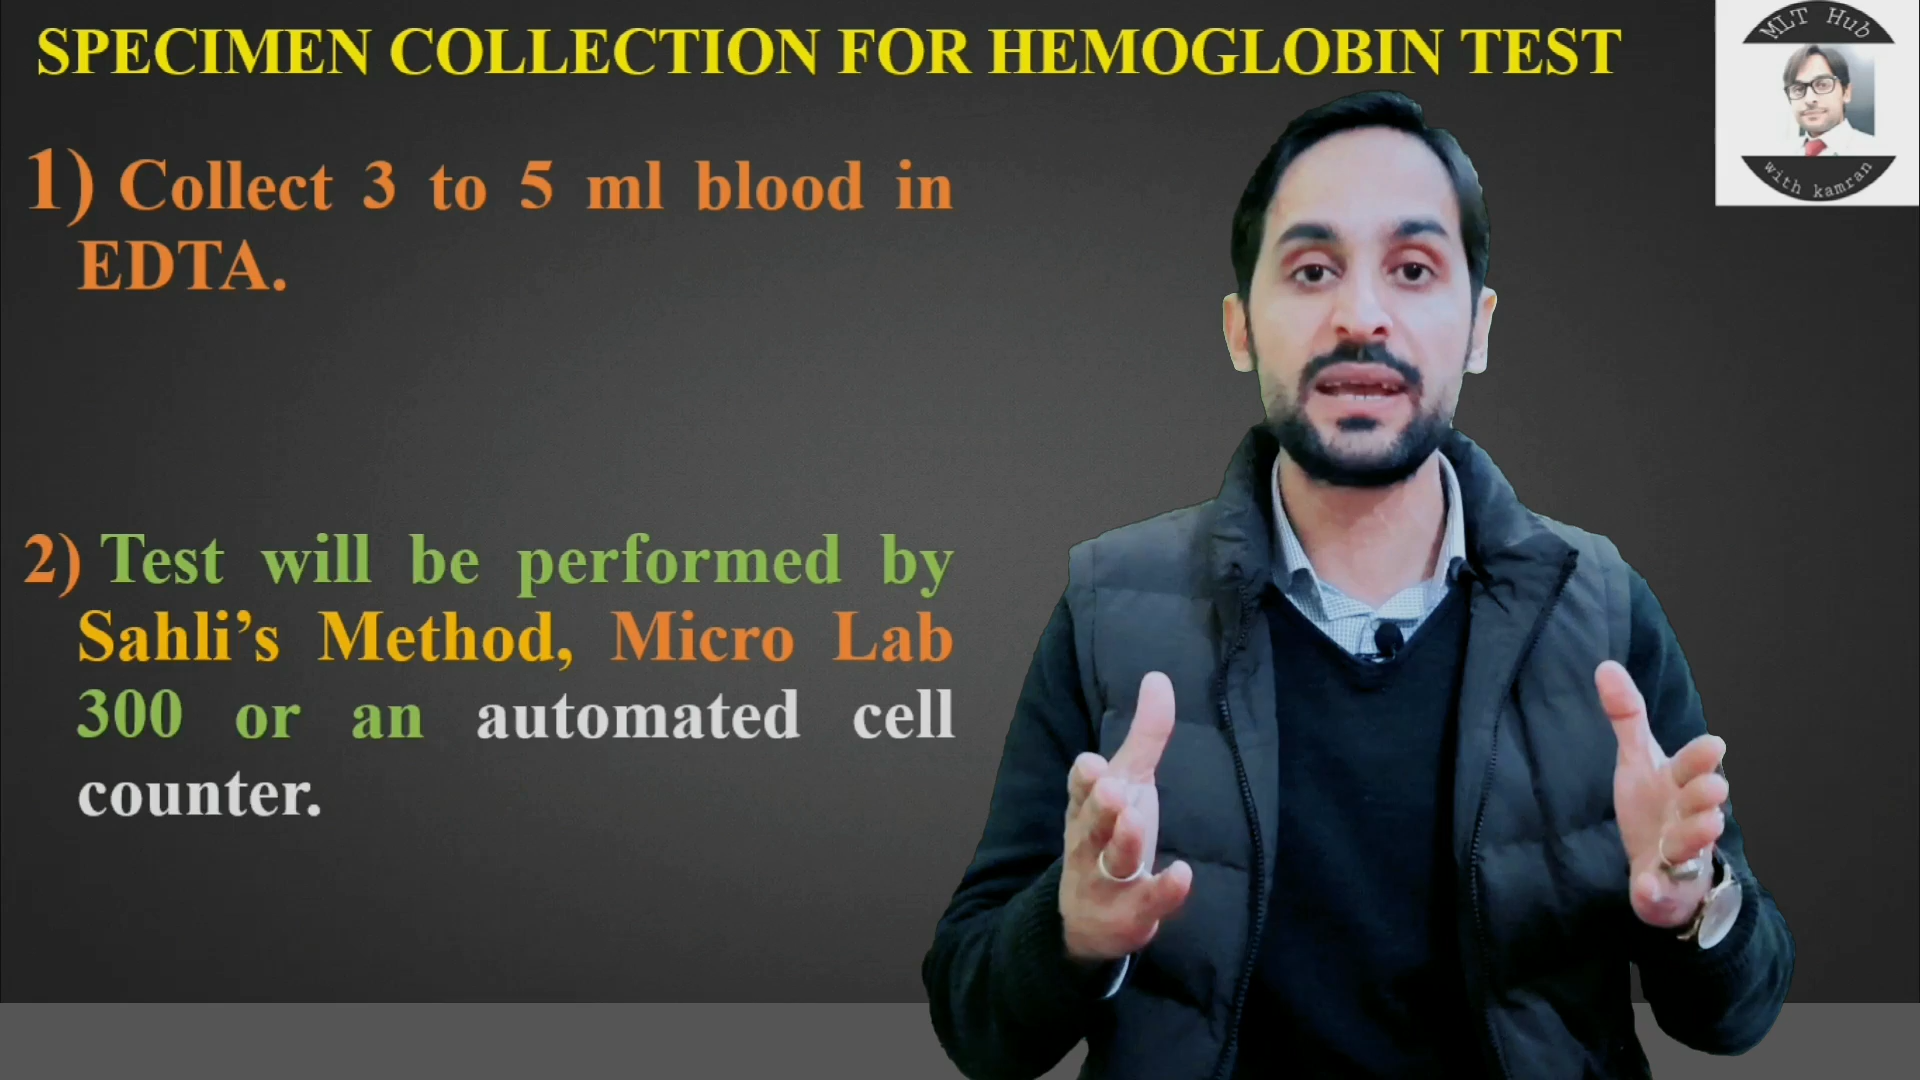 SPECIMEN COLLECTION FOR HEMOGLOBIN TEST
MLT Hub
with kamran
1) Collect 3 to 5 ml blood in
EDTA.
2) Test will be performed by
Sahli’s Method, Micro Lab
300 or an automated cell
counter.